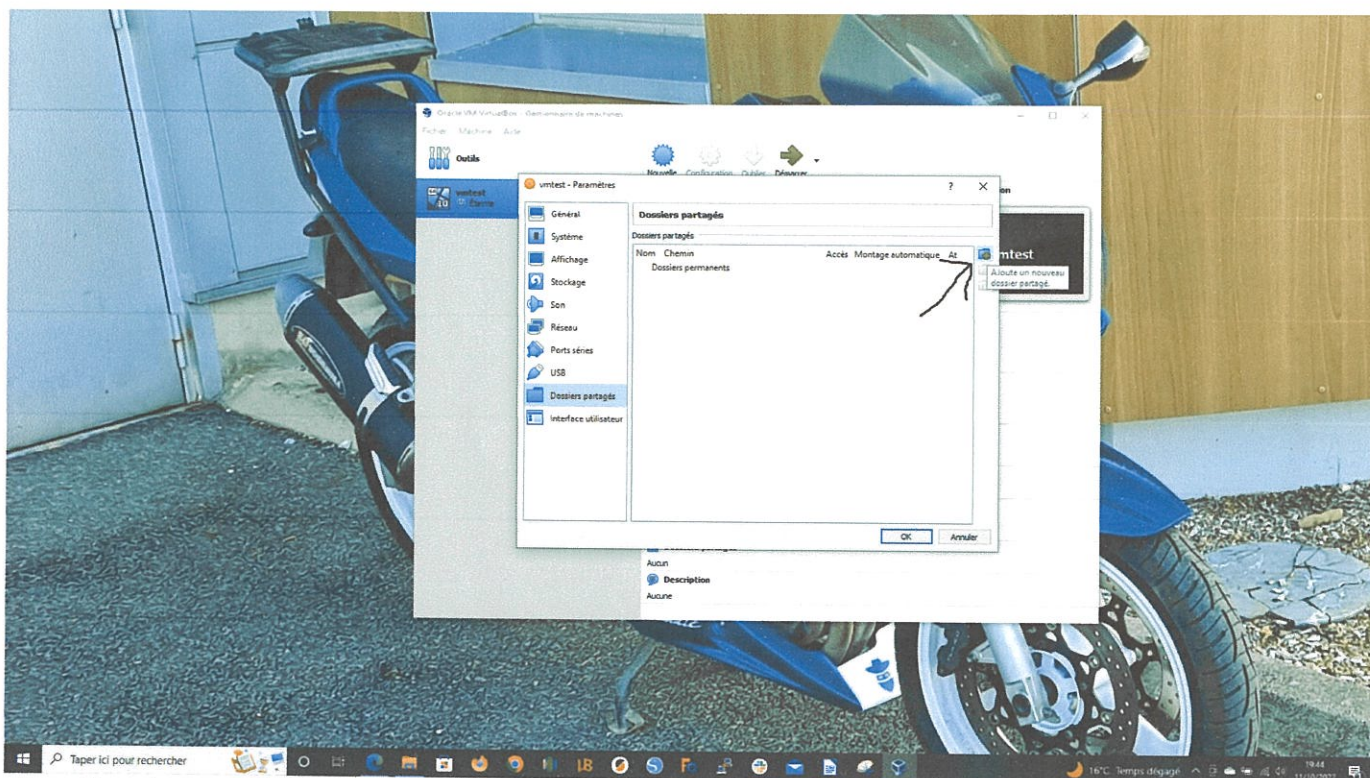 Oracle VM VirtualBox - Gestionnaire de machines
Fichier Machine Aide
Outils
Nouvelle Configuration Oublier Démarrer
vmtest
Éteinte
vmtest - Paramètres
? X
Général
Système
Affichage
Stockage
Son
Réseau
Ports séries
USB
Dossiers partagés
Interface utilisateur
Dossiers partagés
Dossiers partagés
Nom Chemin Accès Montage automatique At
Dossiers permanents
Ajoute un nouveau
dossier partagé.
OK Annuler
Aucun
Description
Aucune
Taper ici pour rechercher
16°C Temps dégagé
19:44